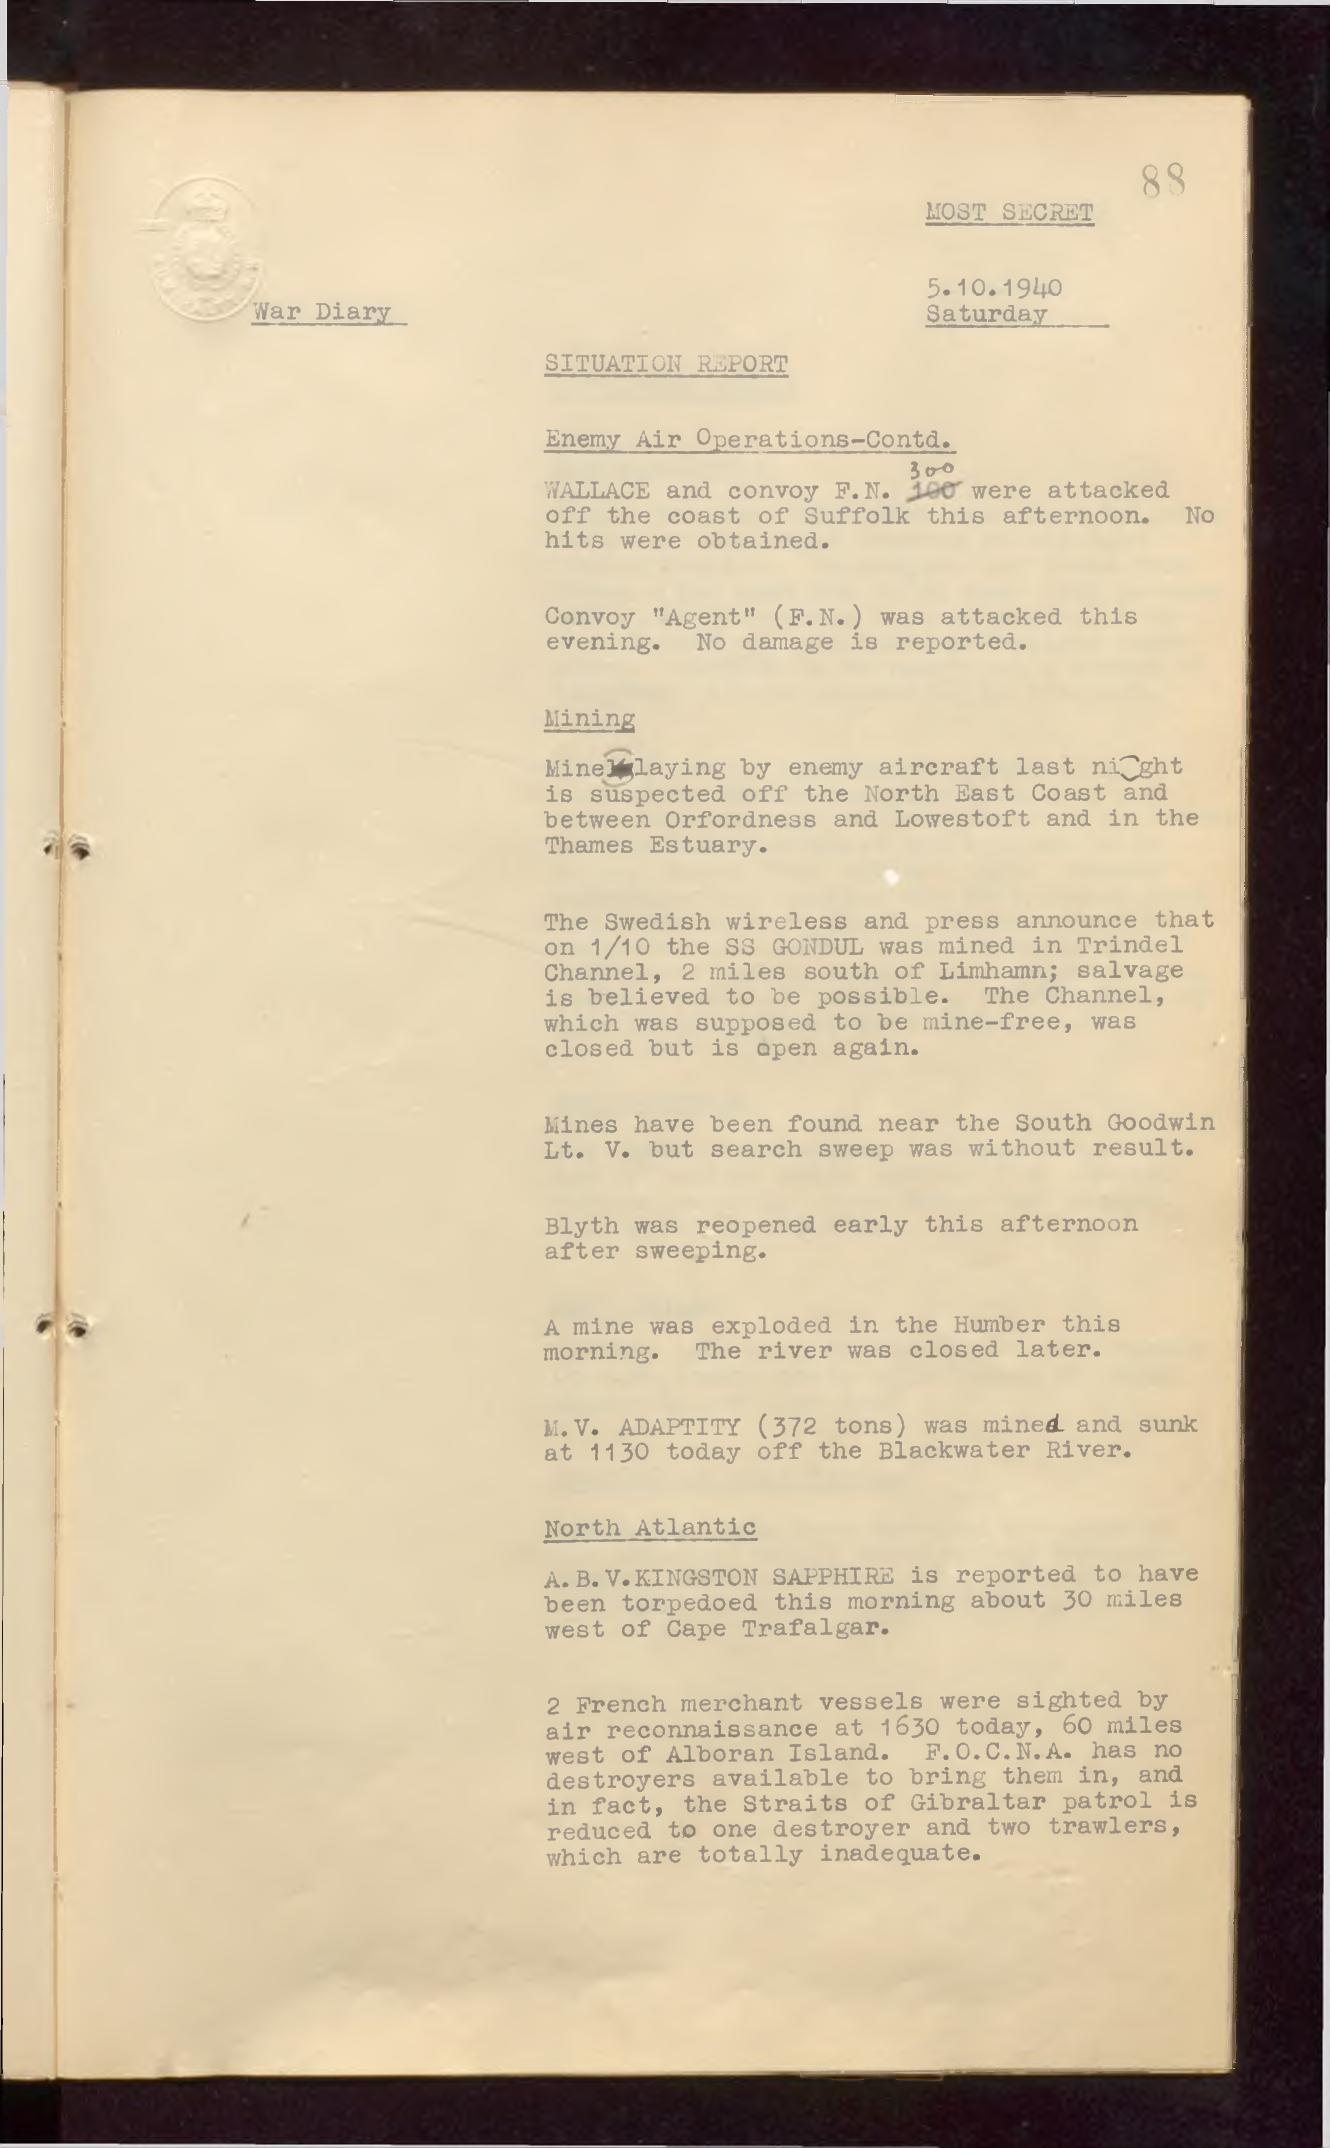 88
MOST SECRET
5.10.1940
War Diary
Saturday
SITUATION REPORT
Enemy Air Operations-Contd.
300
WALLACE and convoy F.N. 100 were attacked
off the coast of Suffolk this afternoon. No
hits were obtained.
Convoy "Agent" (F.N.) was attacked this
evening. No damage is reported.
Mining
Minelaying by enemy aircraft last night
is suspected off the North East Coast and
between Orfordness and Lowestoft and in the
Thames Estuary.
The Swedish wireless and press announce that
on 1/10 the SS GONDUL was mined in Trindel
Channel, 2 miles south of Limhamn; salvage
is believed to be possible. The Channel,
which was supposed to be mine-free, was
closed but is open again.
Mines have been found near the South Goodwin
Lt. V. but search sweep was without result.
Blyth was reopened early this afternoon
after sweeping.
A mine was exploded in the Humber this
morning. The river was closed later.
M.V. ADAPTITY (372 tons) was mined and sunk
at 1130 today off the Blackwater River.
North Atlantic
A.B.V.KINGSTON SAPPHIRE is reported to have
been torpedoed this morning about 30 miles
west of Cape Trafalgar.
2 French merchant vessels were sighted by
air reconnaissance at 1630 today, 60 miles
west of Alboran Island. F.O.C.N.A. has no
destroyers available to bring them in, and
in fact, the Straits of Gibraltar patrol is
reduced to one destroyer and two trawlers,
which are totally inadequate.